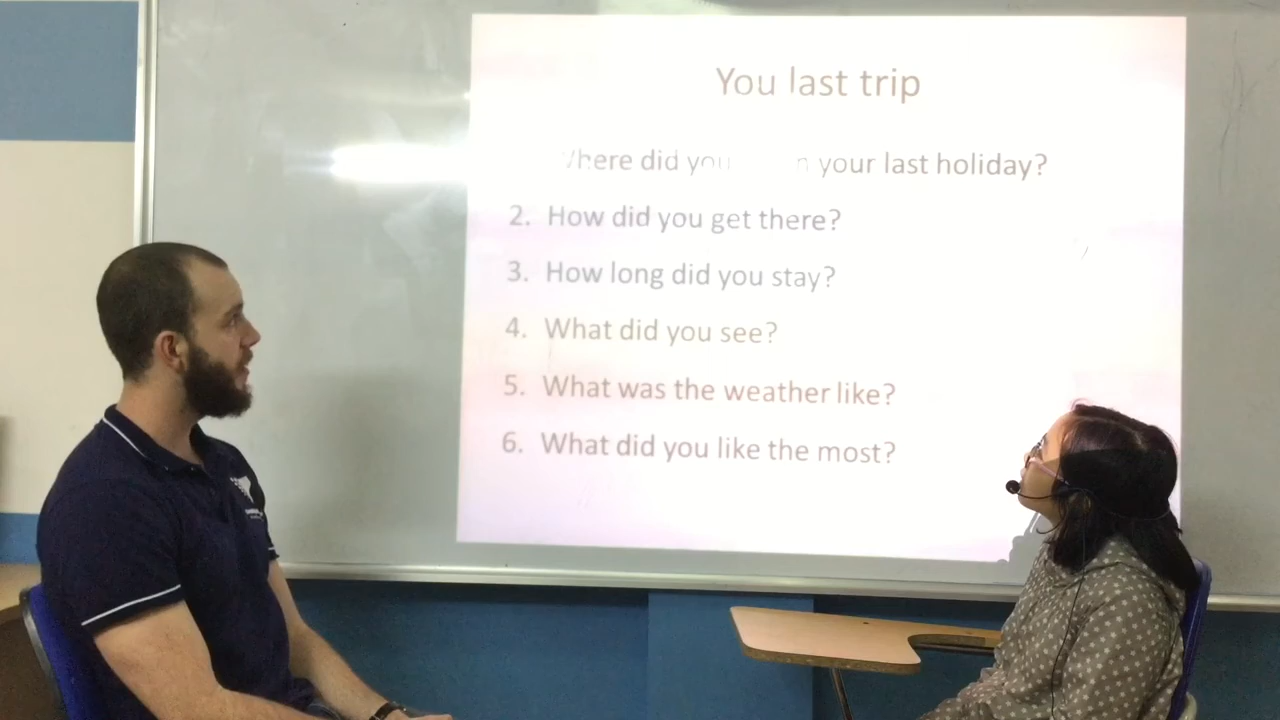 You last trip
here did you your last holiday?
2. How did you get there?
3. How long did you stay?
4. What did you see?
5. What was the weather like?
6. What did you like the most?